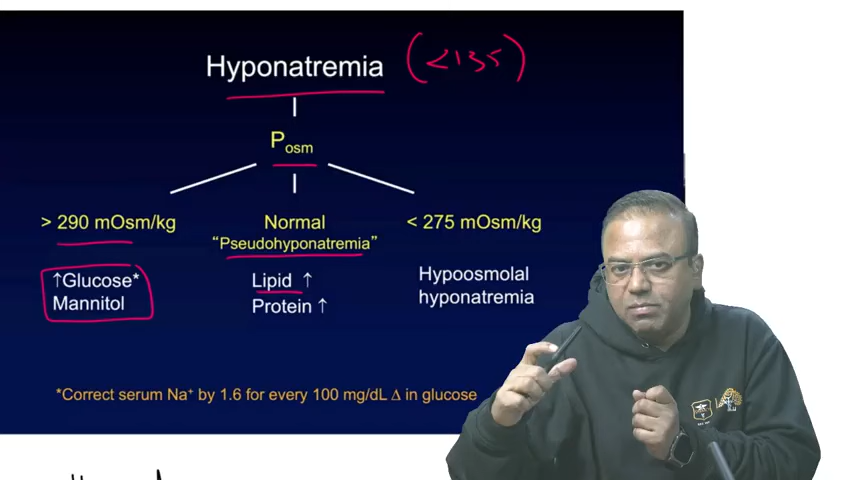 Hyponatremia (<135)
Posm
> 290 mOsm/kg
↑Glucose*
Mannitol
Normal
"Pseudohyponatremia"
Lipid ↑
Protein ↑
< 275 mOsm/kg
Hypoosmolal
hyponatremia
*Correct serum Na⁺ by 1.6 for every 100 mg/dL Δ in glucose